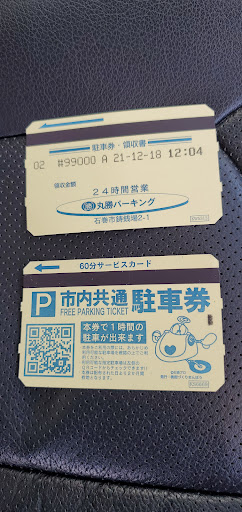 駐車券・領収書
02 #99000 A 21-12-18 12:04
領収金額
24時間営業
丸勝パーキング
石巻市鋳銭場2-1
60分サービスカード
P 市内共通 駐車券
FREE PARKING TICKET
本券で1時間の
駐車が出来ます